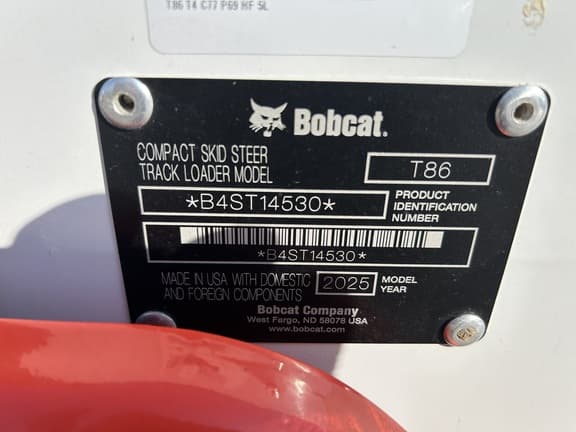 T86 T4 C77 P69 HF 5L
Bobcat.
COMPACT SKID STEER
TRACK LOADER MODEL
T86
*B4ST14530*
PRODUCT
IDENTIFICATION
NUMBER
*B4ST14530*
MADE IN USA WITH DOMESTIC
AND FOREIGN COMPONENTS
2025
MODEL
YEAR
Bobcat Company
West Fargo, ND 58078 USA
www.bobcat.com